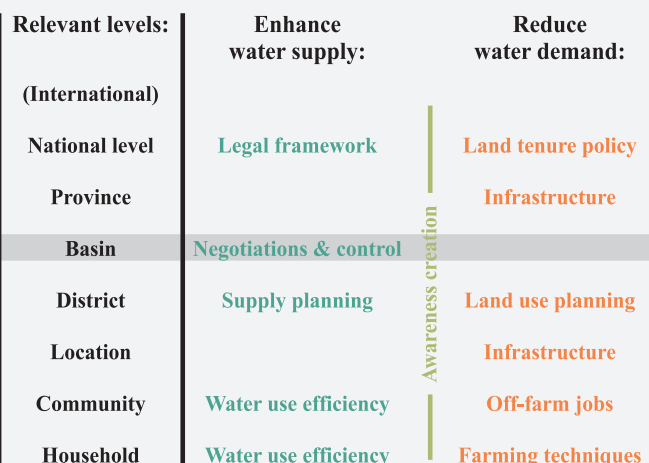 Relevant levels: Enhance water supply: Reduce water demand:
(International)
National level Legal framework Land tenure policy
Province Infrastructure
Basin Negotiations & control
Awareness creation
District Supply planning Land use planning
Location Infrastructure
Community Water use efficiency Off-farm jobs
Household Water use efficiency Farming techniques